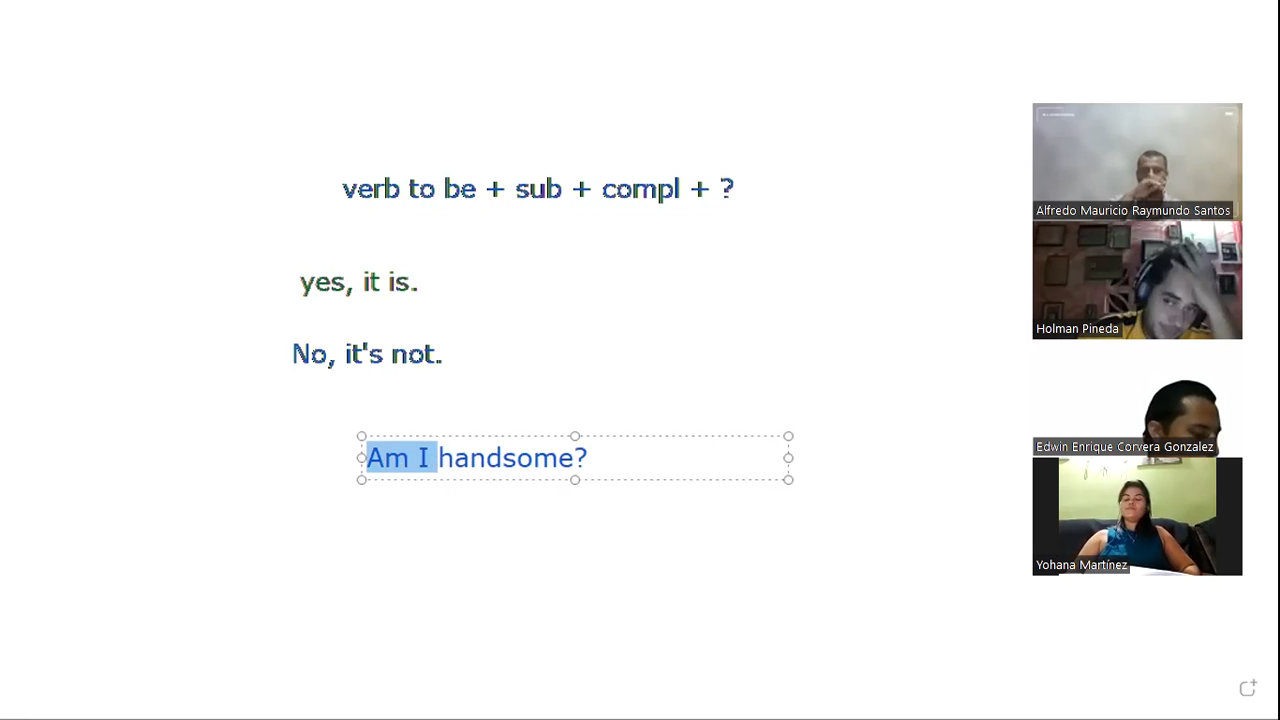 verb to be + sub + compl + ?
yes, it is.
No, it's not.
Am I handsome?
Alfredo Mauricio Raymundo Santos
Holman Pineda
Edwin Enrique Corvera Gonzalez
Yohana Martínez